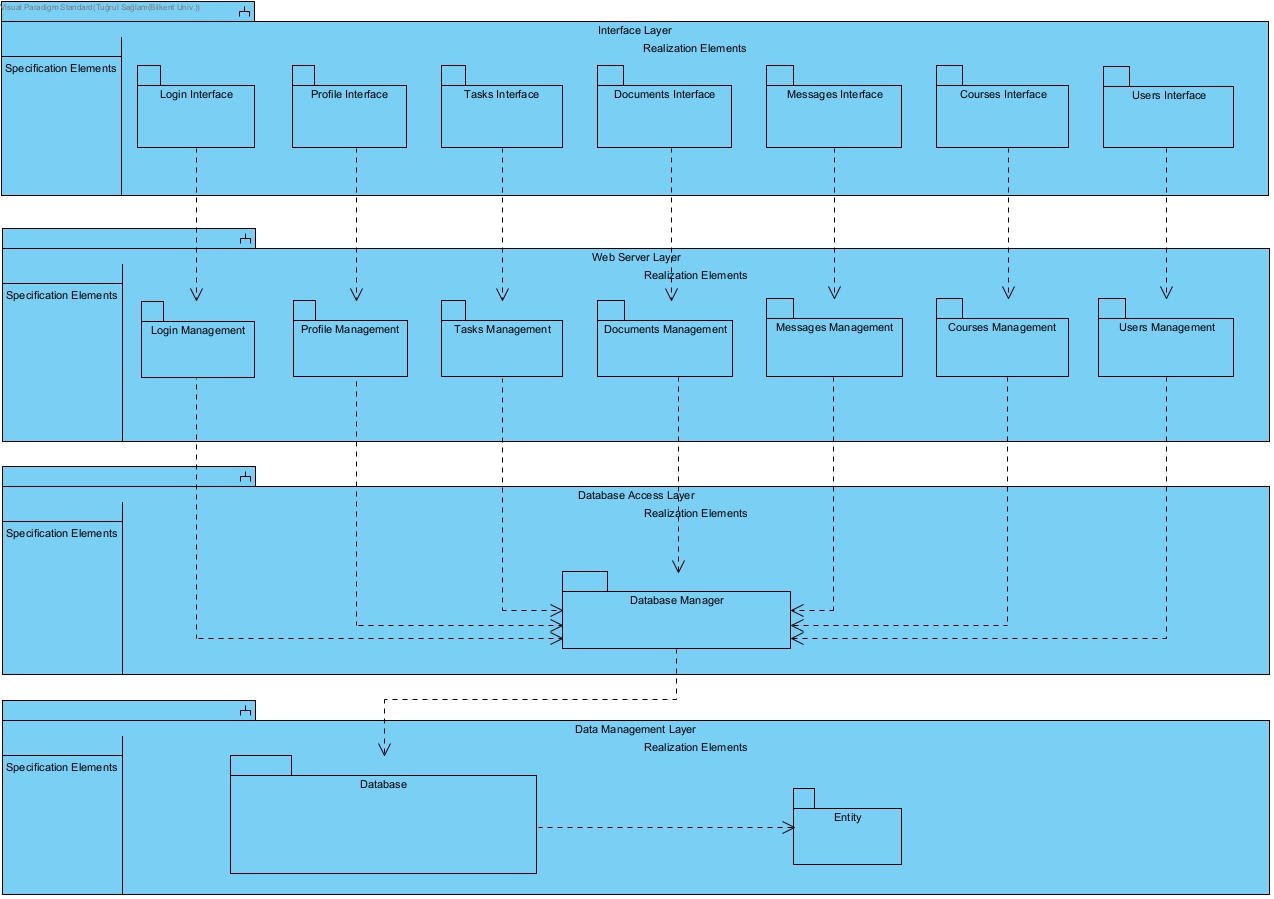 Visual Paradigm Standard(Tuğrul Sağlam(Bilkent Univ.))
Interface Layer
Realization Elements
Specification Elements
Login Interface
Profile Interface
Tasks Interface
Documents Interface
Messages Interface
Courses Interface
Users Interface
Web Server Layer
Realization Elements
Specification Elements
Login Management
Profile Management
Tasks Management
Documents Management
Messages Management
Courses Management
Users Management
Database Access Layer
Realization Elements
Specification Elements
Database Manager
Data Management Layer
Realization Elements
Specification Elements
Database
Entity